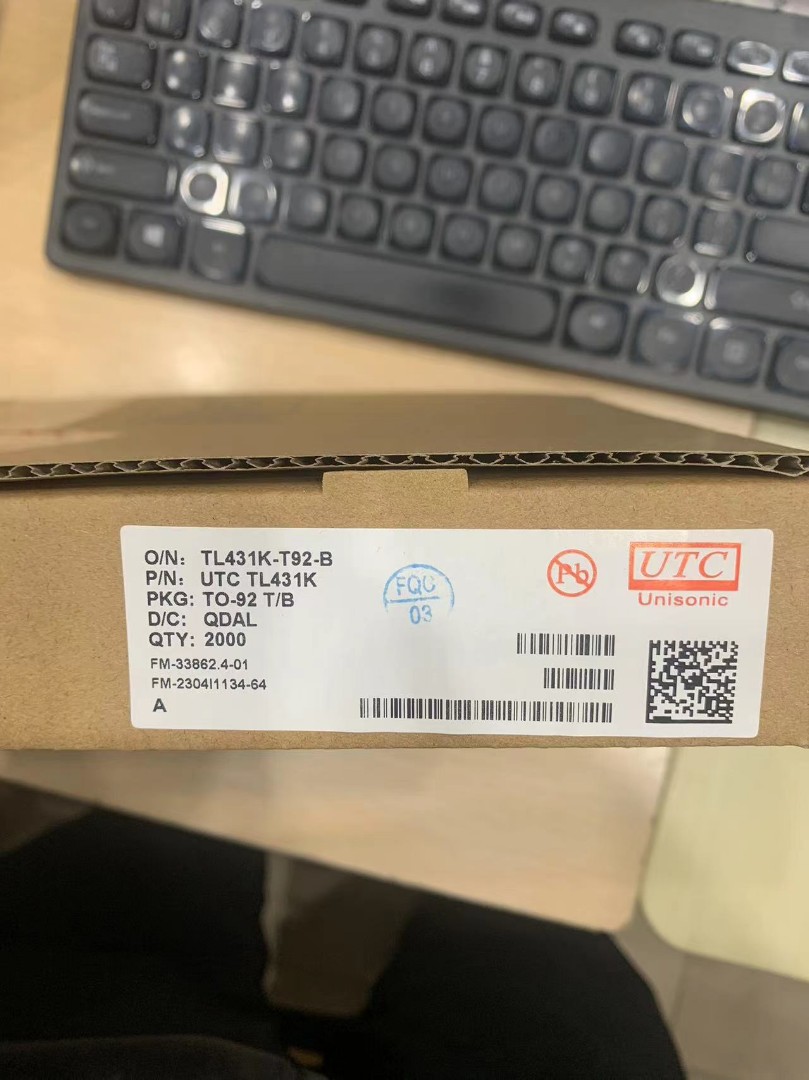 O/N: TL431K-T92-B
P/N: UTC TL431K
PKG: TO-92 T/B
D/C: QDAL
QTY: 2000
FM-33862.4-01
FM-2304I1134-64
A
FQC
03
Pb
UTC
Unisonic